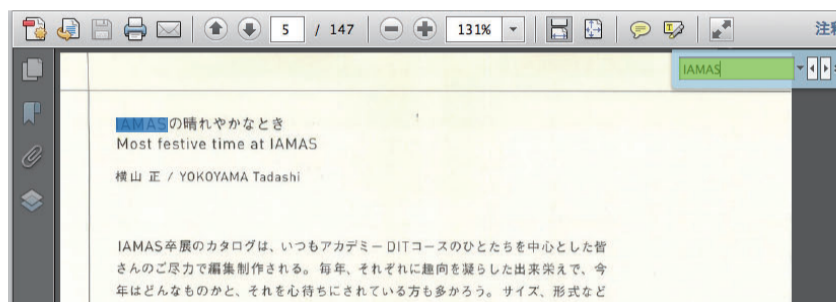 5 / 147
131%
注
IAMAS
IAMASの晴れやかなとき
Most festive time at IAMAS
横山 正 / YOKOYAMA Tadashi
IAMAS卒展のカタログは、いつもアカデミーDITコースのひとたちを中心とした皆
さんのご尽力で編集制作される。毎年、それぞれに趣向を凝らした出来栄えで、今
年はどんなものかと、それを心待ちにされている方も多かろう。サイズ、形式など